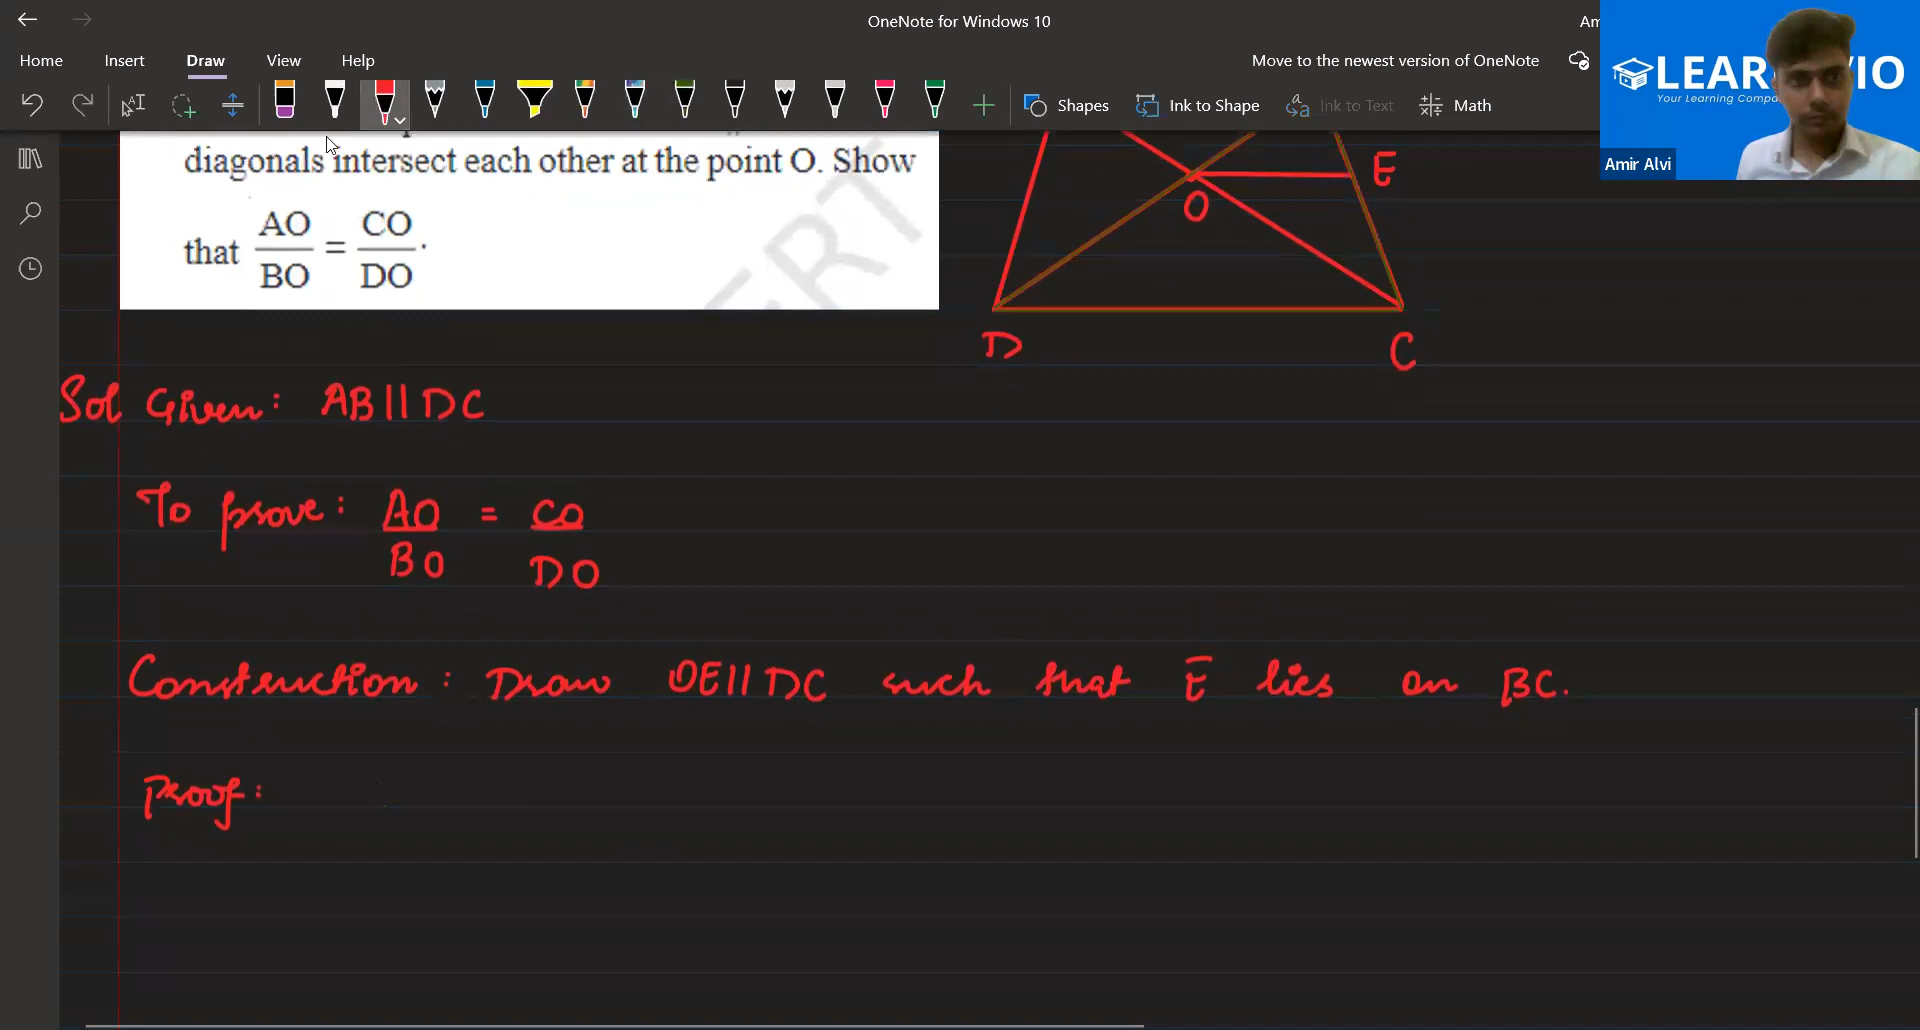 OneNote for Windows 10
Am
Home Insert Draw View Help
Move to the newest version of OneNote
LEAR VIO
Your Learning Compa
Shapes Ink to Shape Ink to Text Math
Amir Alvi
diagonals intersect each other at the point O. Show
that AO/BO = CO/DO.
E
O
D C
Sol Given: AB||DC
To prove: AO/BO = CO/DO
Construction: Draw OE||DC such that E lies on BC.
Proof: